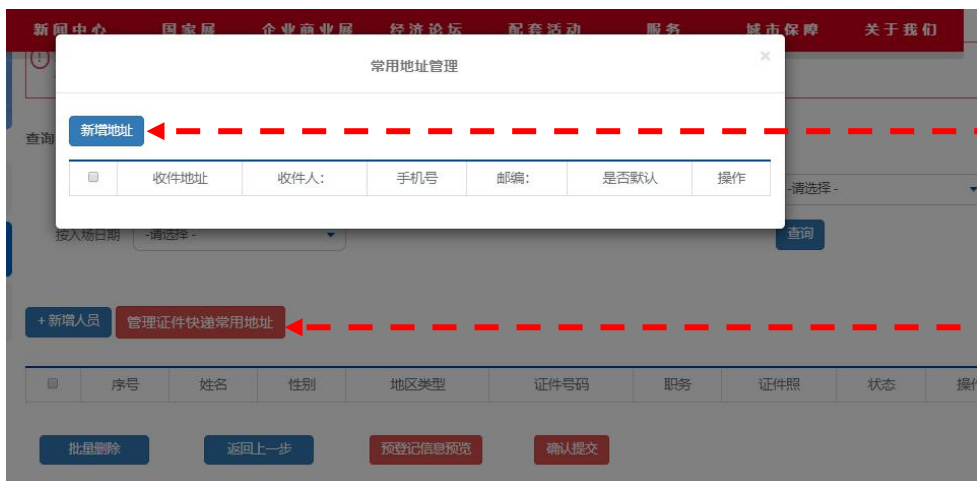 新闻中心 国家展 企业商业展 经济论坛 配套活动 服务 城市保障 关于我们
常用地址管理 ×
新增地址
查询
收件地址 收件人: 手机号 邮编: 是否默认 操作
-请选择 -
按入场日期 -请选择 - 查询
+新增人员 管理证件快递常用地址
序号 姓名 性别 地区类型 证件号码 职务 证件照 状态 操作
批量删除 返回上一步 预登记信息预览 确认提交